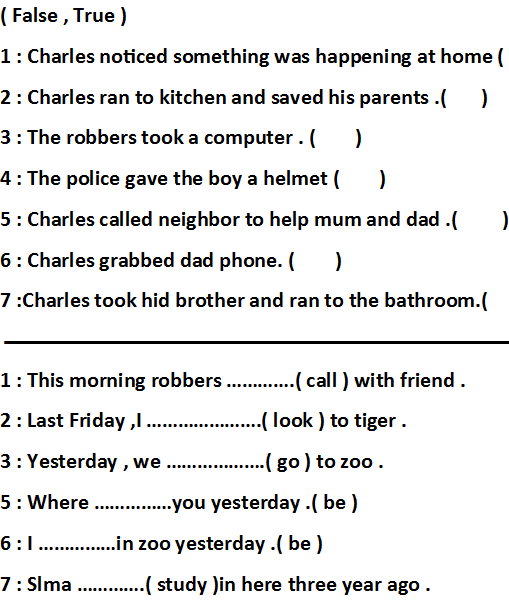 ( False , True )
1 : Charles noticed something was happening at home (
2 : Charles ran to kitchen and saved his parents .(      )
3 : The robbers took a computer . (      )
4 : The police gave the boy a helmet (      )
5 : Charles called neighbor to help mum and dad .(      )
6 : Charles grabbed dad phone. (      )
7 :Charles took hid brother and ran to the bathroom.(
1 : This morning robbers .............( call ) with friend .
2 : Last Friday ,I ......................( look ) to tiger .
3 : Yesterday , we ...................( go ) to zoo .
5 : Where ...............you yesterday .( be )
6 : I ...............in zoo yesterday .( be )
7 : Slma .............( study )in here three year ago .